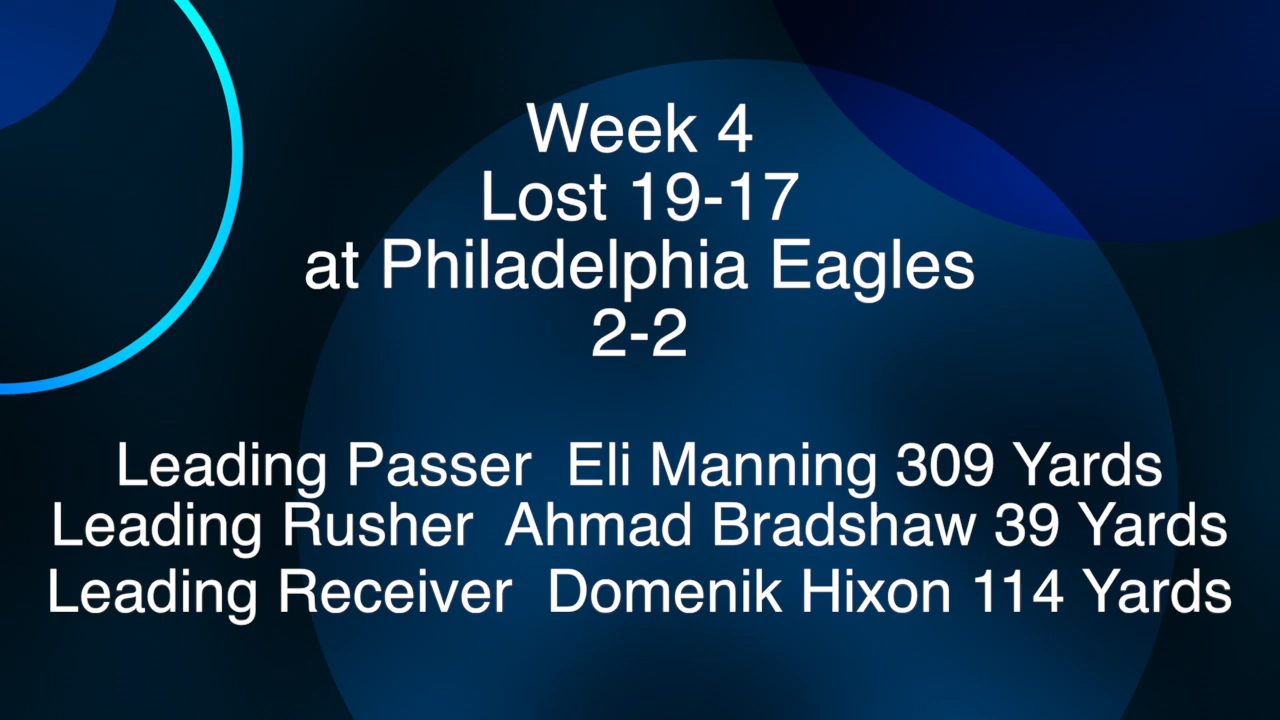 Week 4
Lost 19-17
at Philadelphia Eagles
2-2
Leading Passer  Eli Manning 309 Yards
Leading Rusher  Ahmad Bradshaw 39 Yards
Leading Receiver  Domenik Hixon 114 Yards